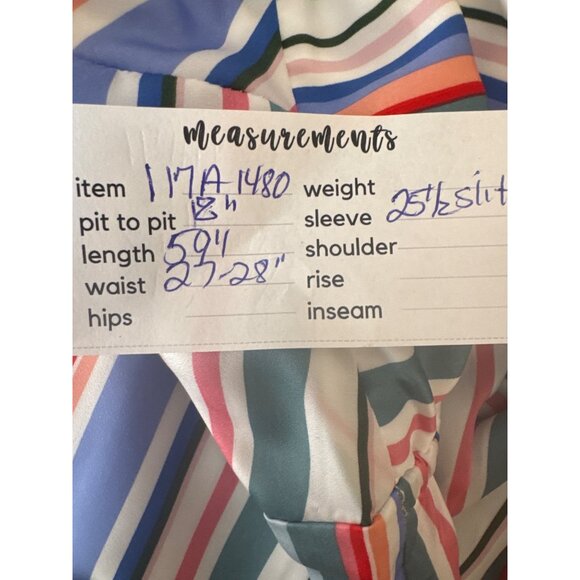 measurements
item 117A1480
pit to pit 18"
length 59"
waist 27-28"
hips
weight
sleeve 25½ slit
shoulder
rise
inseam